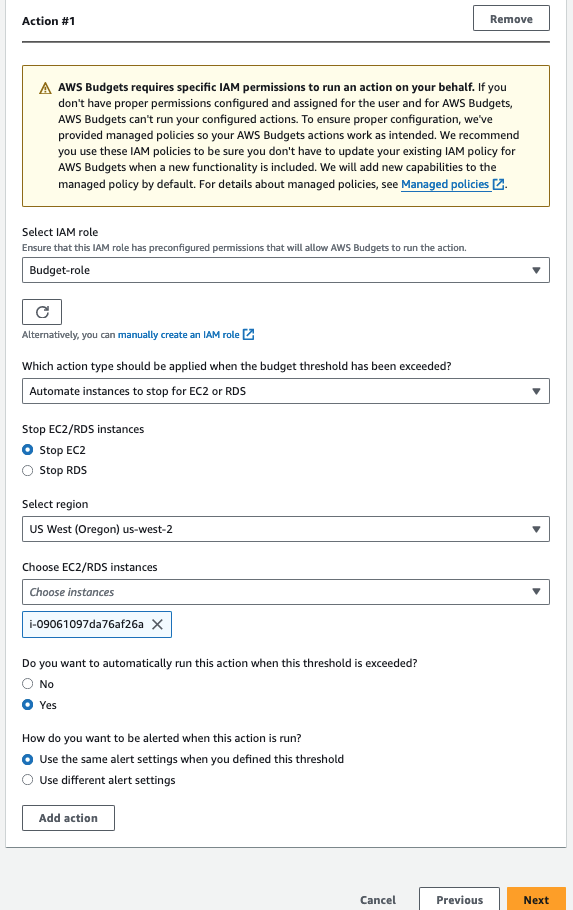 Action #1
Remove
AWS Budgets requires specific IAM permissions to run an action on your behalf. If you
don't have proper permissions configured and assigned for the user and for AWS Budgets,
AWS Budgets can't run your configured actions. To ensure proper configuration, we've
provided managed policies so your AWS Budgets actions work as intended. We recommend
you use these IAM policies to be sure you don't have to update your existing IAM policy for
AWS Budgets when a new functionality is included. We will add new capabilities to the
managed policy by default. For details about managed policies, see Managed policies.
Select IAM role
Ensure that this IAM role has preconfigured permissions that will allow AWS Budgets to run the action.
Budget-role
Alternatively, you can manually create an IAM role
Which action type should be applied when the budget threshold has been exceeded?
Automate instances to stop for EC2 or RDS
Stop EC2/RDS instances
Stop EC2
Stop RDS
Select region
US West (Oregon) us-west-2
Choose EC2/RDS instances
Choose instances
i-09061097da76af26a
Do you want to automatically run this action when this threshold is exceeded?
No
Yes
How do you want to be alerted when this action is run?
Use the same alert settings when you defined this threshold
Use different alert settings
Add action
Cancel
Previous
Next